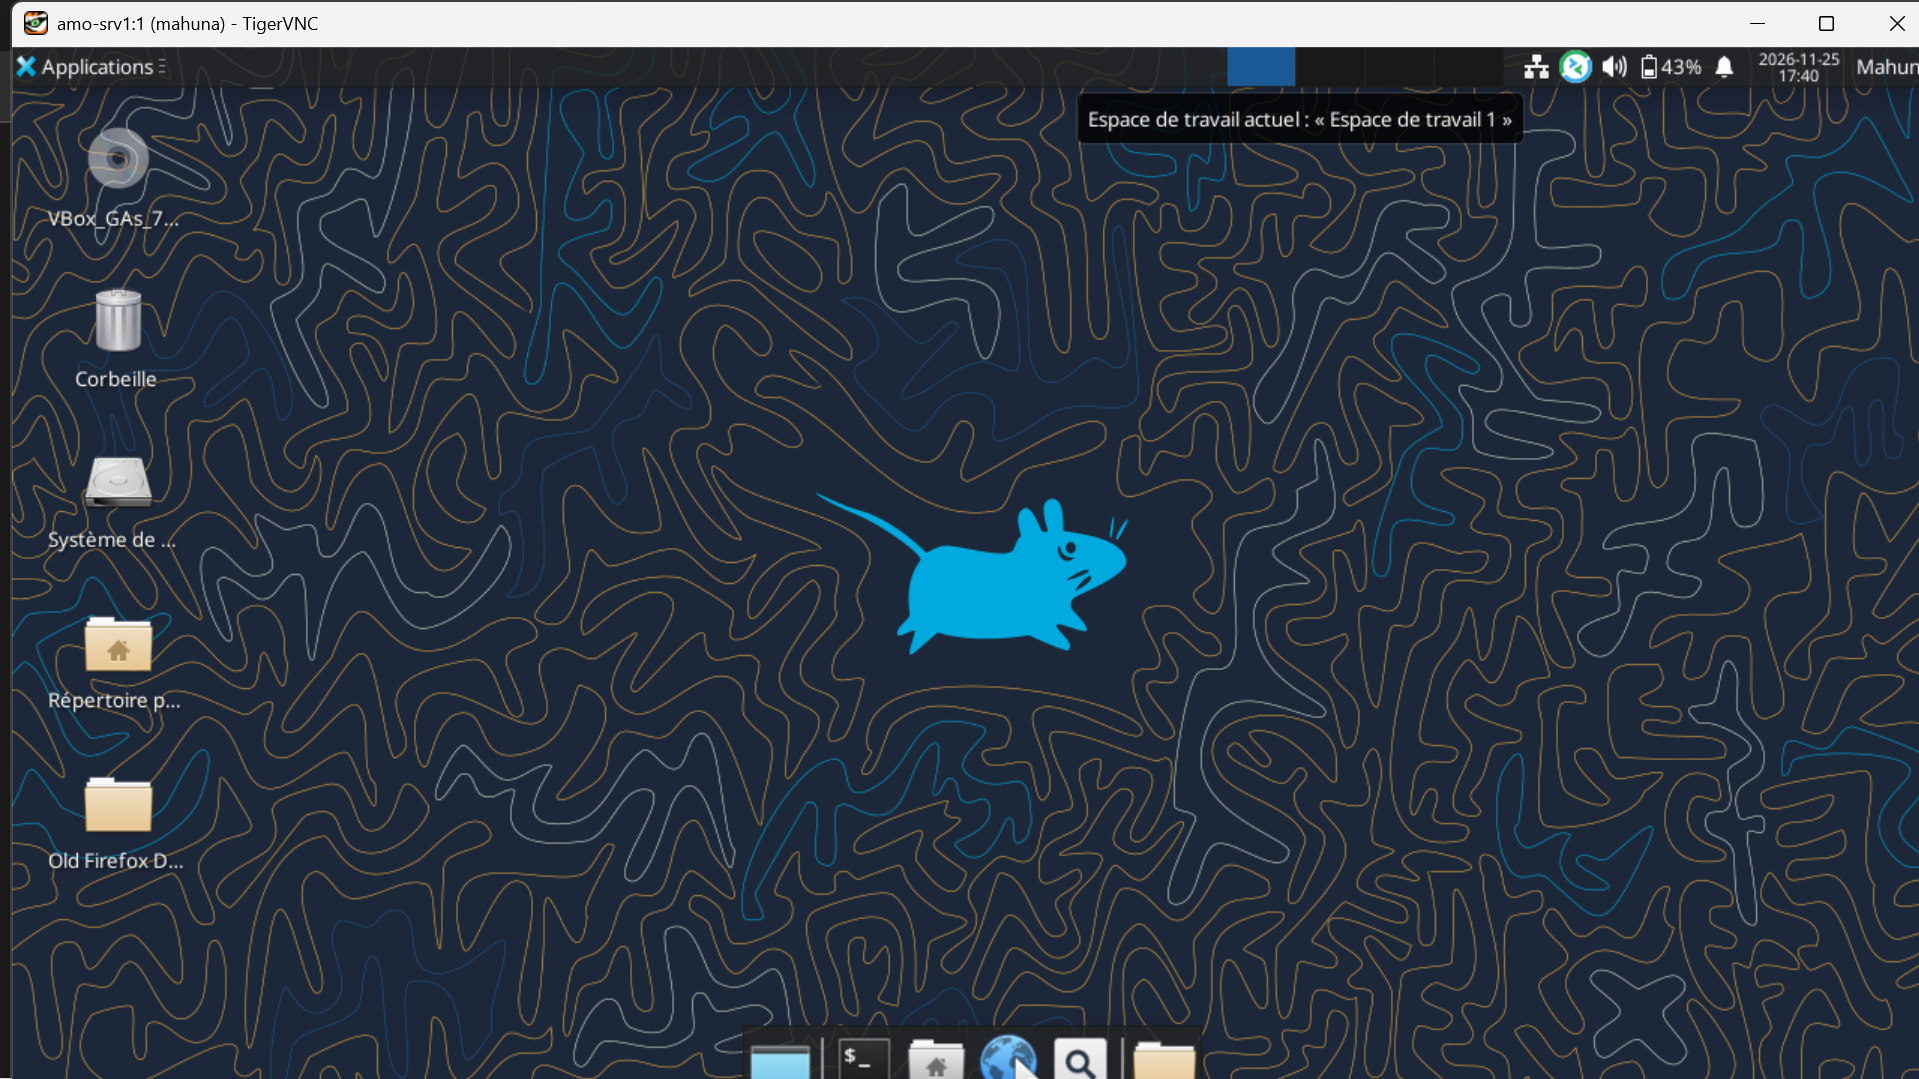 amo-srv1:1 (mahuna) - TigerVNC
Applications
43%
2026-11-25
17:40
Mahun
Espace de travail actuel : « Espace de travail 1 »
VBox_GAs_7...
Corbeille
Système de ...
Répertoire p...
Old Firefox D...
$_